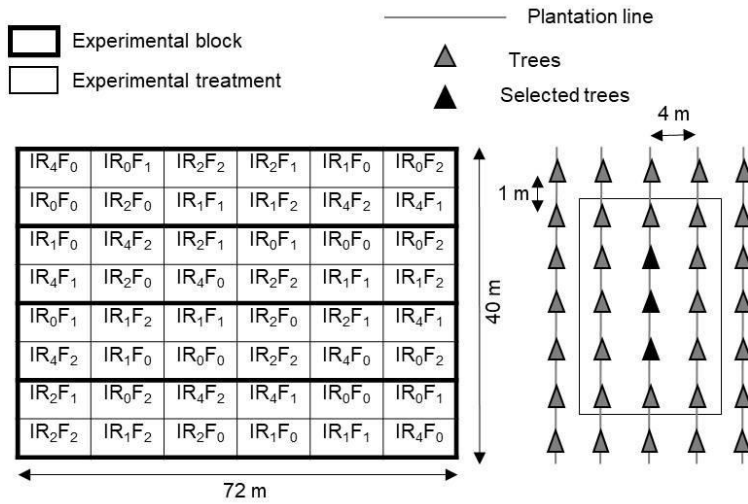 Experimental block
Experimental treatment
Plantation line
Trees
Selected trees
4 m
1 m
IR₄F₀ IR₀F₁ IR₂F₂ IR₂F₁ IR₁F₀ IR₀F₂
IR₀F₀ IR₂F₀ IR₁F₁ IR₁F₂ IR₄F₂ IR₄F₁
IR₁F₀ IR₄F₂ IR₂F₁ IR₀F₁ IR₀F₀ IR₀F₂
IR₄F₁ IR₂F₀ IR₄F₀ IR₂F₂ IR₁F₁ IR₁F₂
IR₀F₁ IR₁F₂ IR₁F₁ IR₂F₀ IR₂F₁ IR₄F₁
IR₄F₂ IR₁F₀ IR₀F₀ IR₂F₂ IR₄F₀ IR₀F₂
IR₂F₁ IR₀F₂ IR₄F₂ IR₄F₁ IR₀F₀ IR₀F₁
IR₂F₂ IR₁F₂ IR₂F₀ IR₁F₀ IR₁F₁ IR₄F₀
40 m
72 m